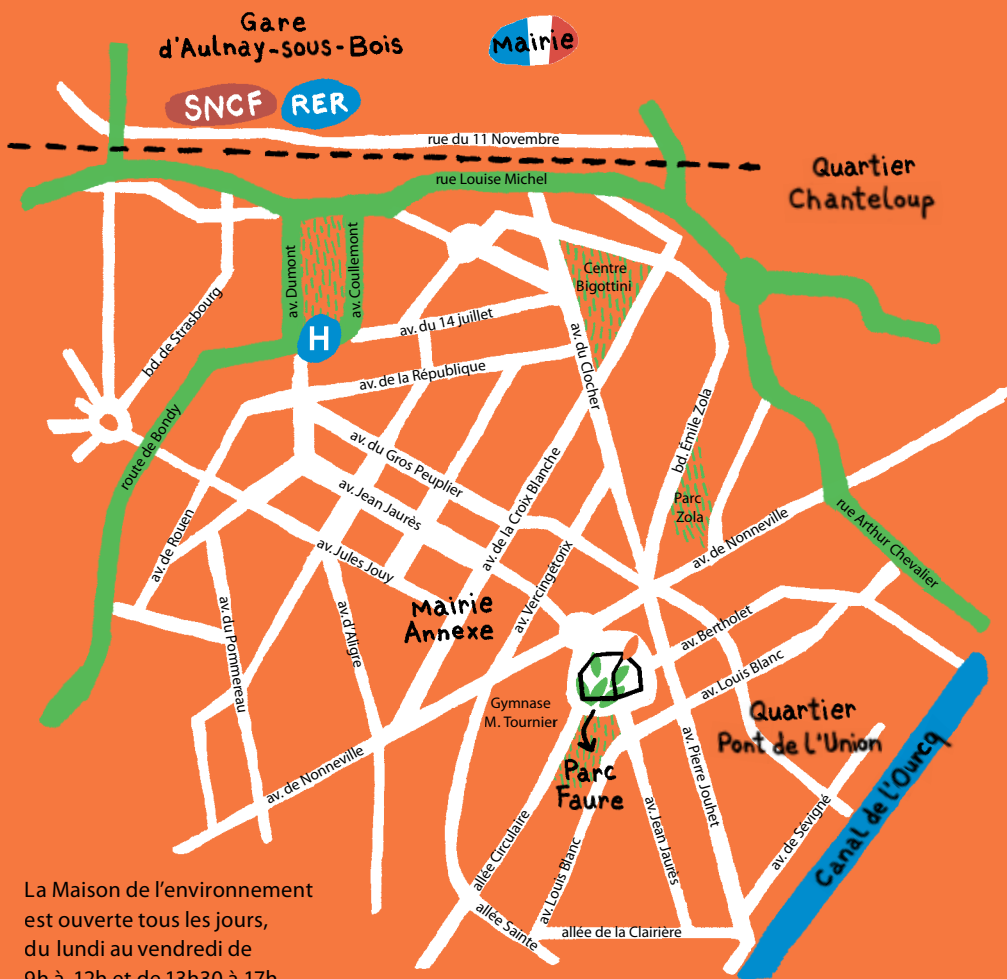 Gare
d'Aulnay-sous-Bois
Mairie
SNCF
RER
rue du 11 Novembre
Quartier
Chanteloup
rue Louise Michel
av. Dumont
av. Coullemont
Centre
Bigottini
bd. de Strasbourg
H
av. du 14 juillet
av. du Clocher
av. de la République
route de Bondy
av. du Gros Peuplier
bd. Émile Zola
av. de la Croix Blanche
Parc
Zola
av. Jean Jaurès
av. de Nonneville
rue Arthur Chevalier
av. de Rouen
av. Jules Jouy
av. Vercingétorix
av. du Pommereau
av. d'Aligre
Mairie
Annexe
av. Bertholet
av. Louis Blanc
Gymnase
M. Tournier
Quartier
Pont de l'Union
av. de Nonneville
Parc
Faure
av. Pierre Jouhet
Canal de l'Ourcq
allée Circulaire
av. Louis Blanc
av. Jean Jaurès
av. de Sévigné
allée Sainte
allée de la Clairière
La Maison de l'environnement
est ouverte tous les jours,
du lundi au vendredi de
9h à 12h et de 13h30 à 17h